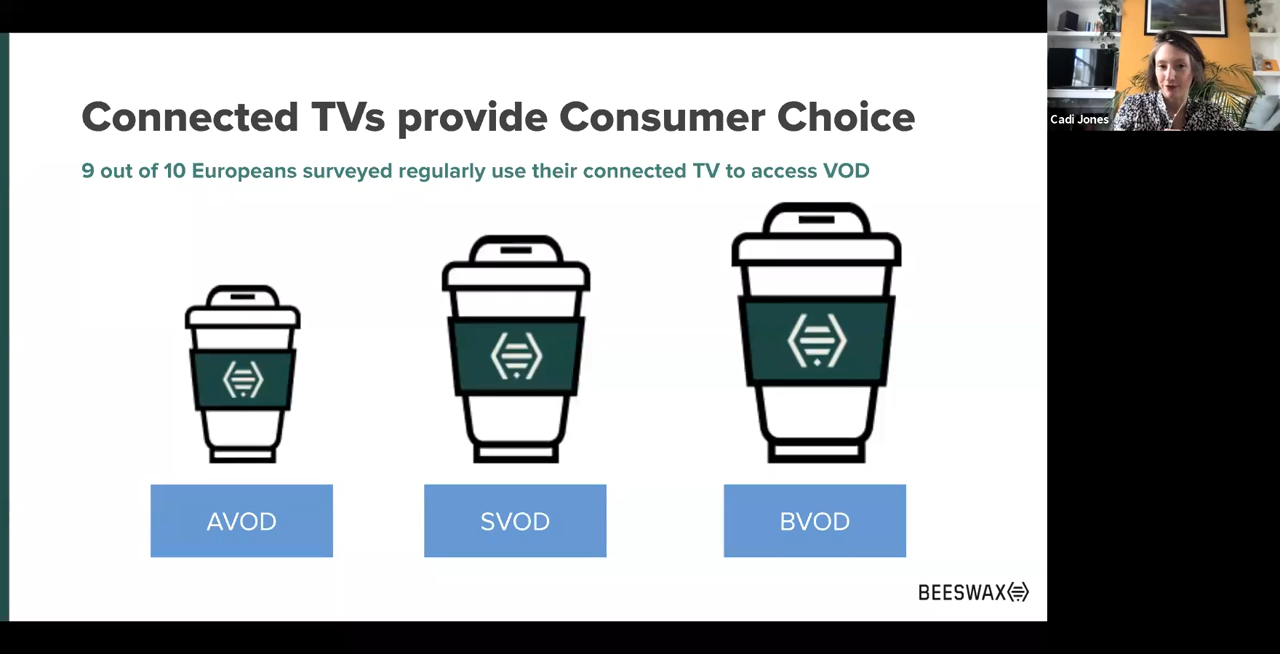 Connected TVs provide Consumer Choice
9 out of 10 Europeans surveyed regularly use their connected TV to access VOD
AVOD
SVOD
BVOD
BEESWAX
Cadi Jones